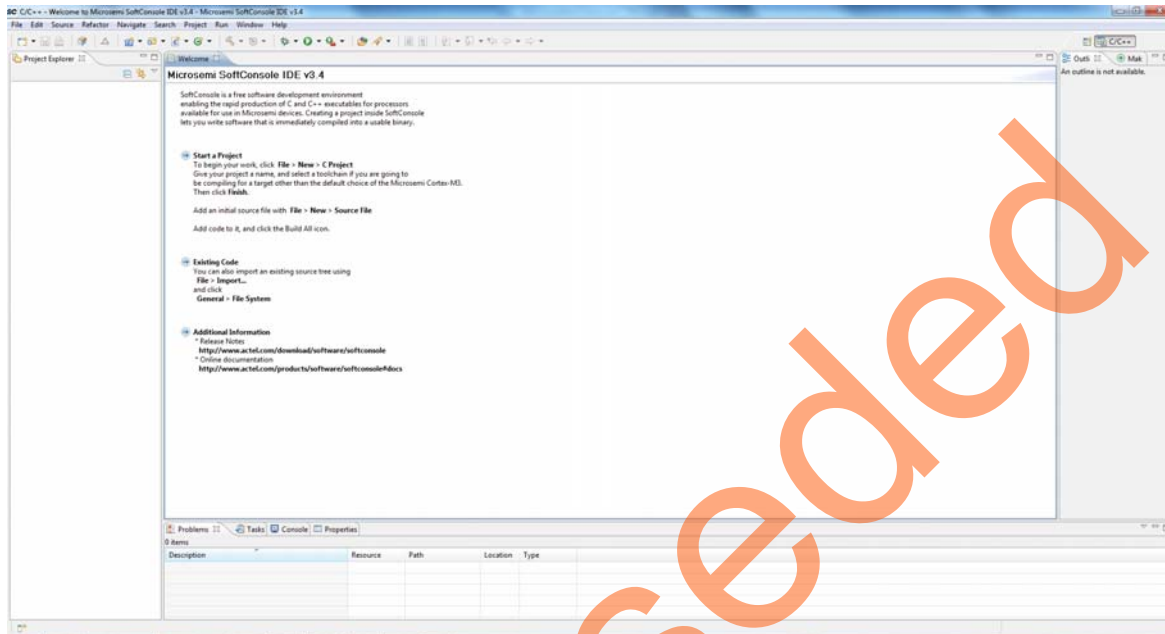 SC C/C++ - Welcome to Microsemi SoftConsole IDE v3.4 - Microsemi SoftConsole IDE v3.4
File Edit Source Refactor Navigate Search Project Run Window Help
C/C++
Project Explorer
Welcome
Outli
Mak
Microsemi SoftConsole IDE v3.4
An outline is not available.
SoftConsole is a free software development environment
enabling the rapid production of C and C++ executables for processors
available for use in Microsemi devices. Creating a project inside SoftConsole
lets you write software that is immediately compiled into a usable binary.
Start a Project
To begin your work, click File > New > C Project
Give your project a name, and select a toolchain if you are going to
be compiling for a target other than the default choice of the Microsemi Cortex-M3.
Then click Finish.
Add an initial source file with File > New > Source File
Add code to it, and click the Build All icon.
Existing Code
You can also import an existing source tree using
File > Import...
and click
General > File System
Additional Information
* Release Notes
http://www.actel.com/download/software/softconsole
* Online documentation
http://www.actel.com/products/software/softconsole#docs
Problems Tasks Console Properties
0 items
Description Resource Path Location Type
seded